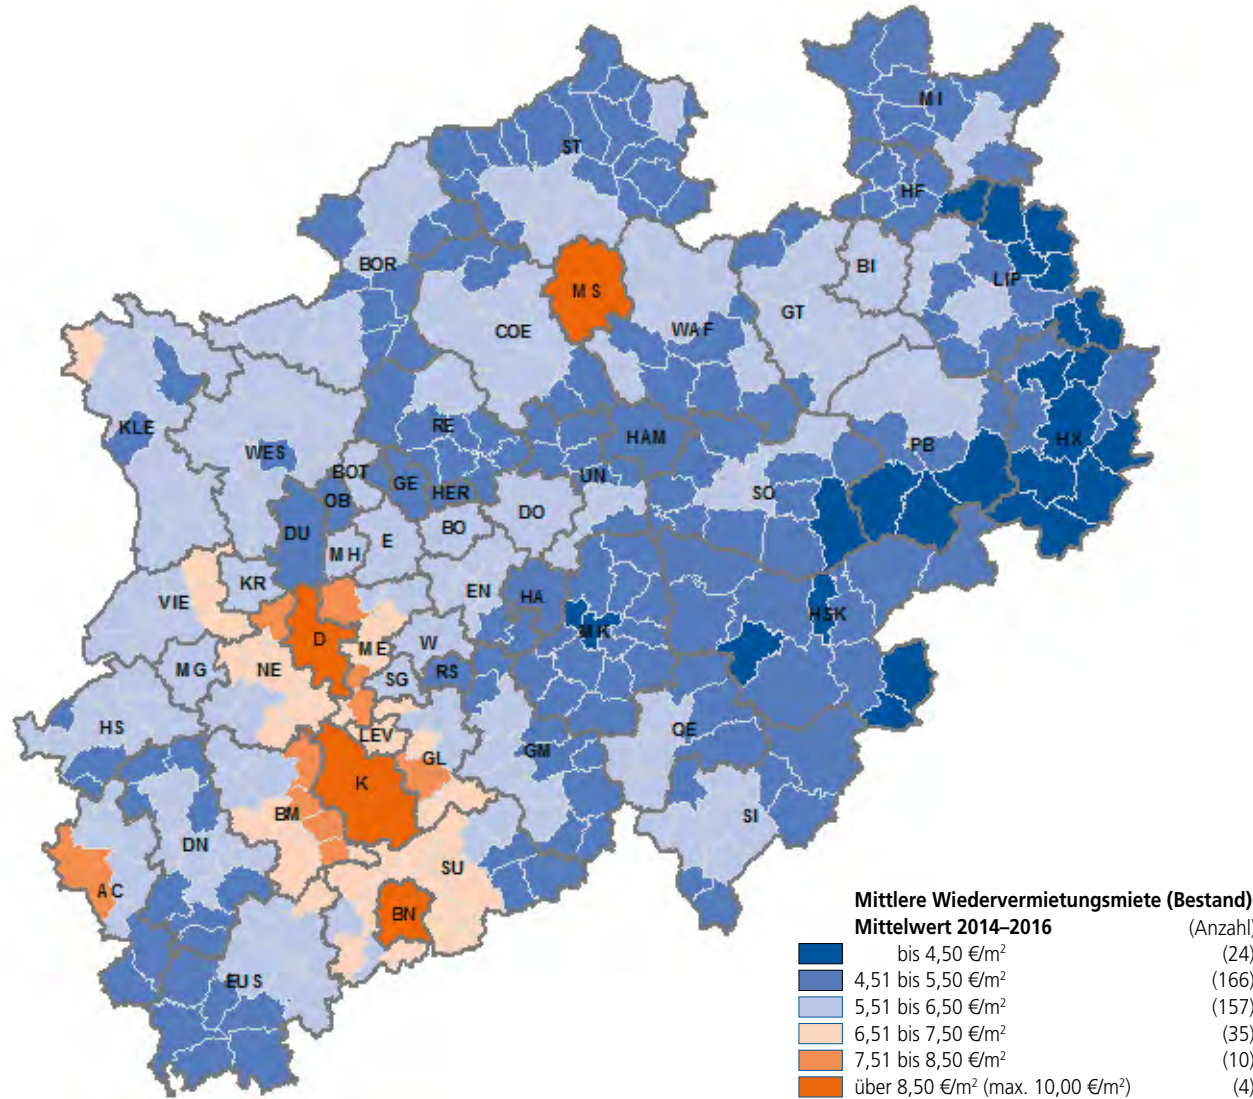 MI
ST
HF
BOR
BI
LIP
MS
GT
COE
WAF
KLE
RE
HAM
HX
WES
PB
BOT
GE
UN
OB
HER
SO
DO
DU
BO
E
MH
KR
EN
HA
VIE
HSK
MK
D
ME
W
MG
NE
SG
RS
HS
OE
LEV
GM
GL
K
BM
SI
DN
SU
AC
BN
EUS
Mittlere Wiedervermietungsmiete (Bestand)
Mittelwert 2014–2016 (Anzahl)
bis 4,50 €/m² (24)
4,51 bis 5,50 €/m² (166)
5,51 bis 6,50 €/m² (157)
6,51 bis 7,50 €/m² (35)
7,51 bis 8,50 €/m² (10)
über 8,50 €/m² (max. 10,00 €/m²) (4)